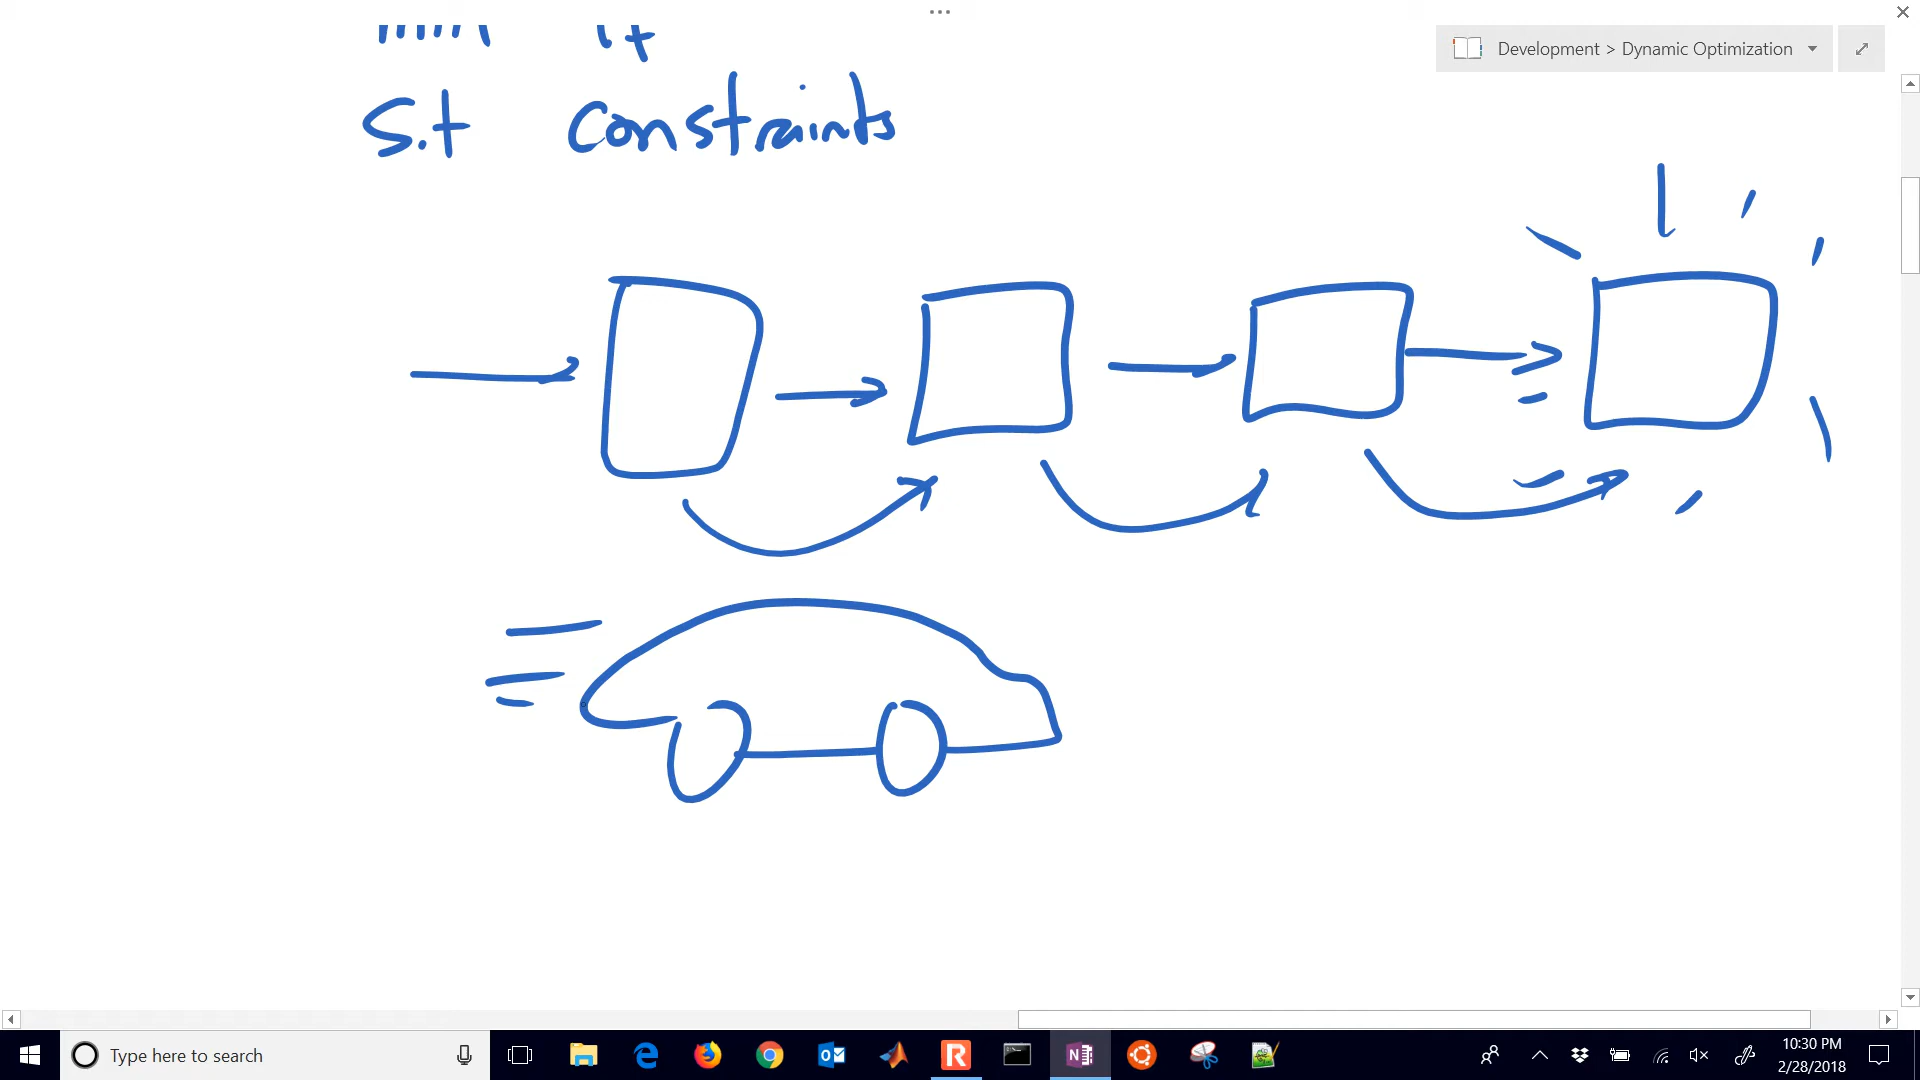 Development > Dynamic Optimization
S.t constraints
Type here to search
10:30 PM
2/28/2018